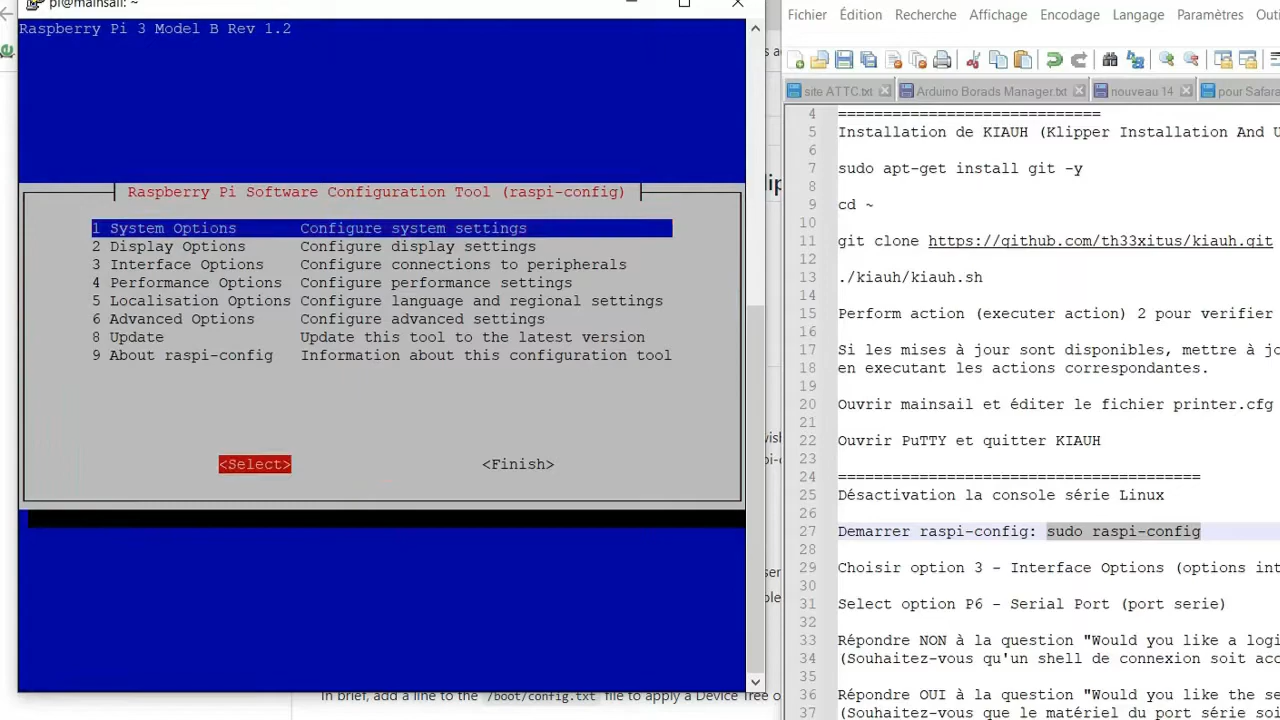 pi@mainsail: ~
Raspberry Pi 3 Model B Rev 1.2
Raspberry Pi Software Configuration Tool (raspi-config)
1 System Options Configure system settings
2 Display Options Configure display settings
3 Interface Options Configure connections to peripherals
4 Performance Options Configure performance settings
5 Localisation Options Configure language and regional settings
6 Advanced Options Configure advanced settings
8 Update Update this tool to the latest version
9 About raspi-config Information about this configuration tool
<Select> <Finish>
In brief, add a line to the /boot/config.txt file to apply a Device Tree o
Fichier Édition Recherche Affichage Encodage Langage Paramètres Outi
site ATTC.txt Arduino Borads Manager.txt nouveau 14 pour Safara
4 =============================
5 Installation de KIAUH (Klipper Installation And U
6
7 sudo apt-get install git -y
8
9 cd ~
10
11 git clone https://github.com/th33xitus/kiauh.git
12
13 ./kiauh/kiauh.sh
14
15 Perform action (executer action) 2 pour verifier
16
17 Si les mises à jour sont disponibles, mettre à jo
18 en executant les actions correspondantes.
19
20 Ouvrir mainsail et éditer le fichier printer.cfg
21
22 Ouvrir PuTTY et quitter KIAUH
23
24 ========================================
25 Désactivation la console série Linux
26
27 Demarrer raspi-config: sudo raspi-config
28
29 Choisir option 3 - Interface Options (options int
30
31 Select option P6 - Serial Port (port serie)
32
33 Répondre NON à la question "Would you like a logi
34 (Souhaitez-vous qu'un shell de connexion soit acc
35
36 Répondre OUI à la question "Would you like the se
37 (Souhaitez-vous que le matériel du port série soi